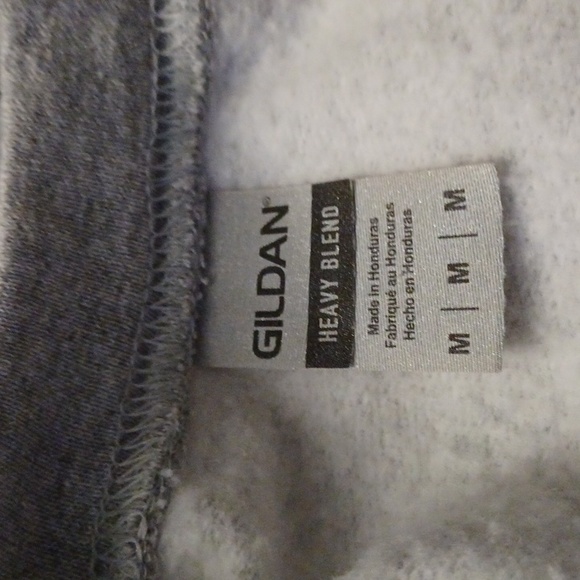 GILDAN®
HEAVY BLEND
Made in Honduras
Fabriqué au Honduras
Hecho en Honduras
M | M | M